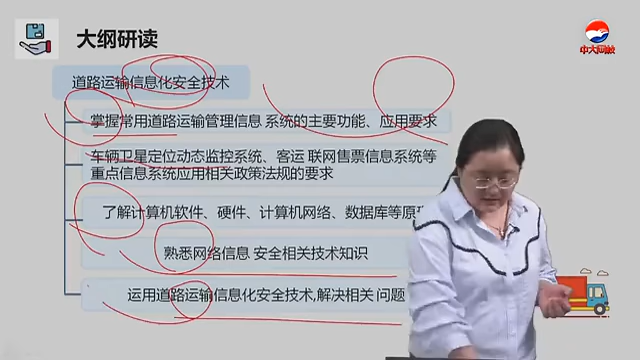 大纲研读
中大网校
道路运输信息化安全技术
掌握常用道路运输管理信息 系统的主要功能、应用要求
车辆卫星定位动态监控系统、客运 联网售票信息系统等
重点信息系统应用相关政策法规的要求
了解计算机软件、硬件、计算机网络、数据库等原
熟悉网络信息 安全相关技术知识
运用道路运输信息化安全技术,解决相关 问题